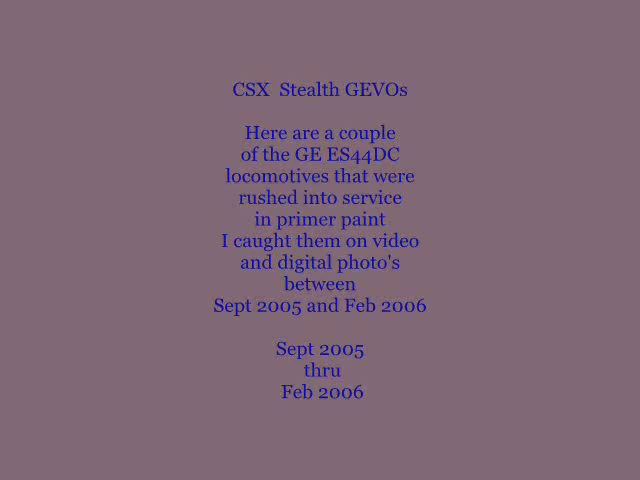 CSX  Stealth GEVOs
Here are a couple
of the GE ES44DC
locomotives that were
rushed into service
in primer paint
I caught them on video
and digital photo's
between
Sept 2005 and Feb 2006
Sept 2005
thru
Feb 2006